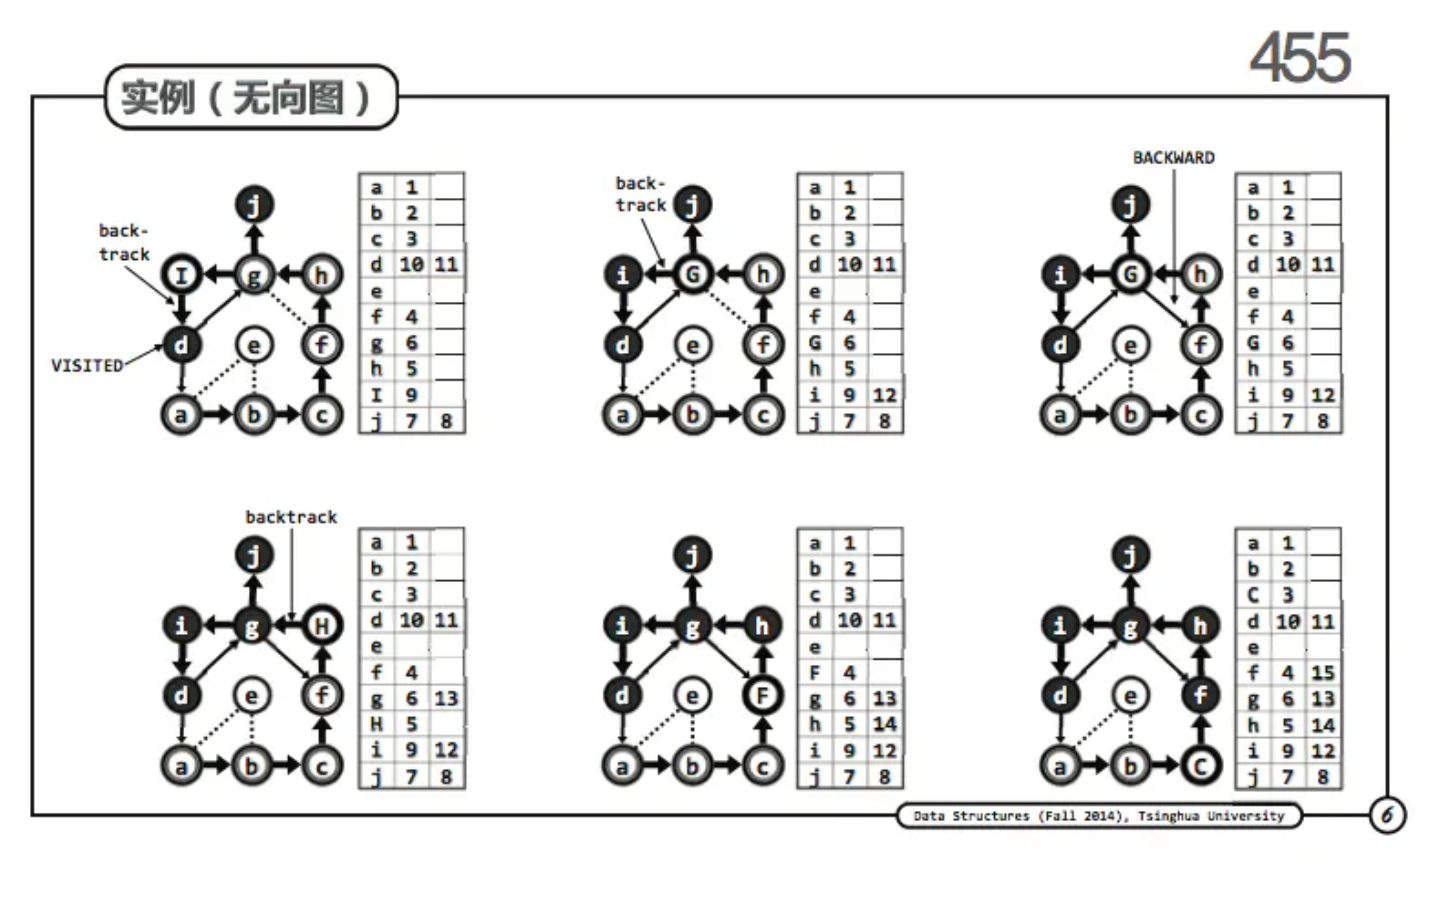 455
实例（无向图）
back-
track
VISITED
j
I g h
d e f
a b c
a 1
b 2
c 3
d 10 11
e
f 4
g 6
h 5
I 9
j 7 8
back-
track
j
i G h
d e f
a b c
a 1
b 2
c 3
d 10 11
e
f 4
G 6
h 5
i 9 12
j 7 8
BACKWARD
j
i G h
d e f
a b c
a 1
b 2
c 3
d 10 11
e
f 4
G 6
h 5
i 9 12
j 7 8
backtrack
j
i g H
d e f
a b c
a 1
b 2
c 3
d 10 11
e
f 4
g 6 13
H 5
i 9 12
j 7 8
j
i g h
d e F
a b c
a 1
b 2
c 3
d 10 11
e
F 4
g 6 13
h 5 14
i 9 12
j 7 8
j
i g h
d e f
a b C
a 1
b 2
C 3
d 10 11
e
f 4 15
g 6 13
h 5 14
i 9 12
j 7 8
Data Structures (Fall 2014), Tsinghua University
6